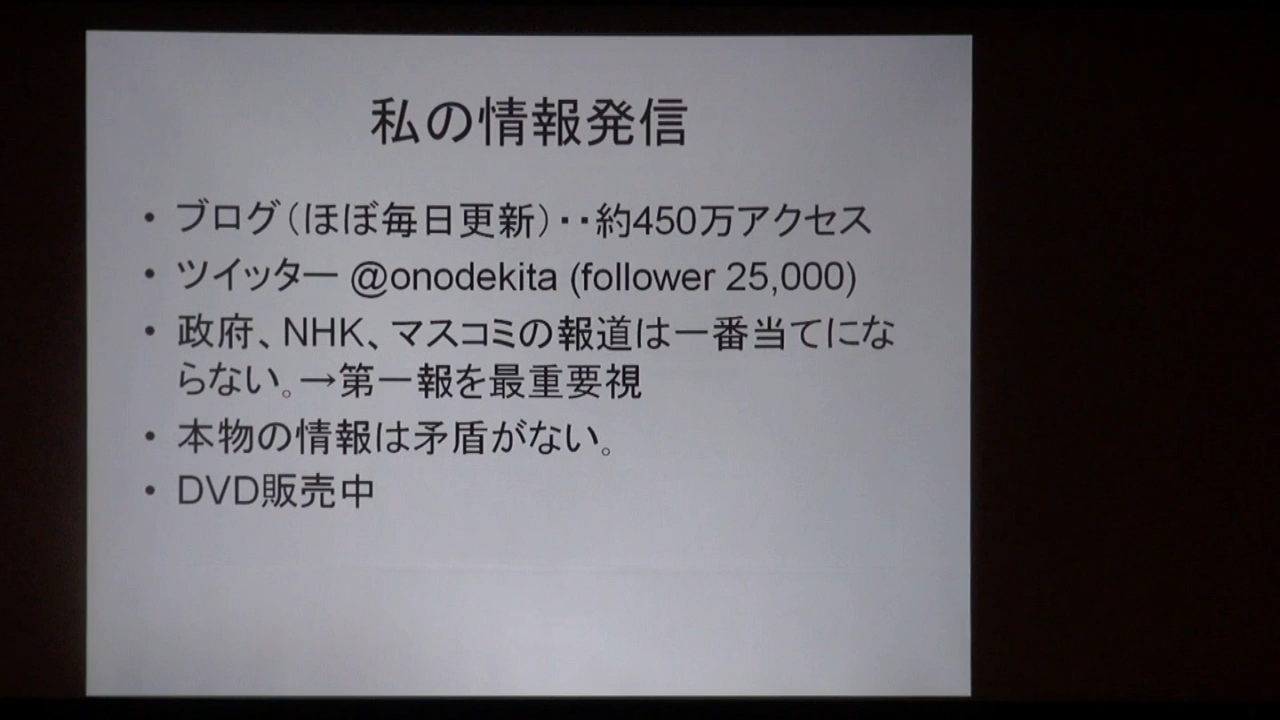 私の情報発信
• ブログ（ほぼ毎日更新）・・約450万アクセス
• ツイッター @onodekita (follower 25,000)
• 政府、NHK、マスコミの報道は一番当てにな
らない。→第一報を最重要視
• 本物の情報は矛盾がない。
• DVD販売中